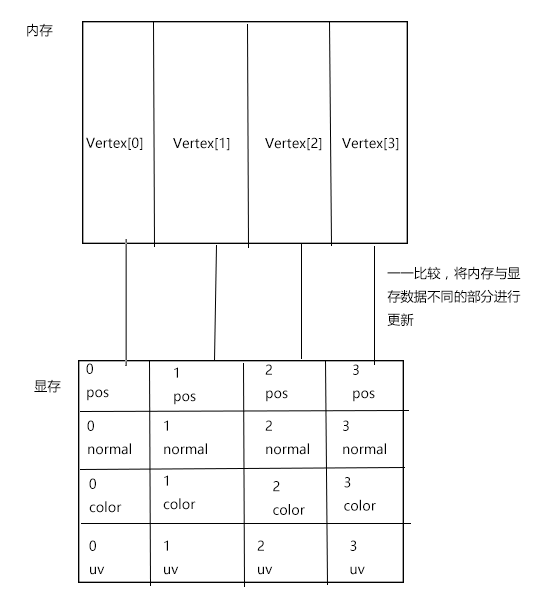 内存
Vertex[0] Vertex[1] Vertex[2] Vertex[3]
一一比较，将内存与显
存数据不同的部分进行
更新
显存
0 1 2 3
pos pos pos pos
0 1 2 3
normal normal normal normal
0 1 2 3
color color color color
0 1 2 3
uv uv uv uv